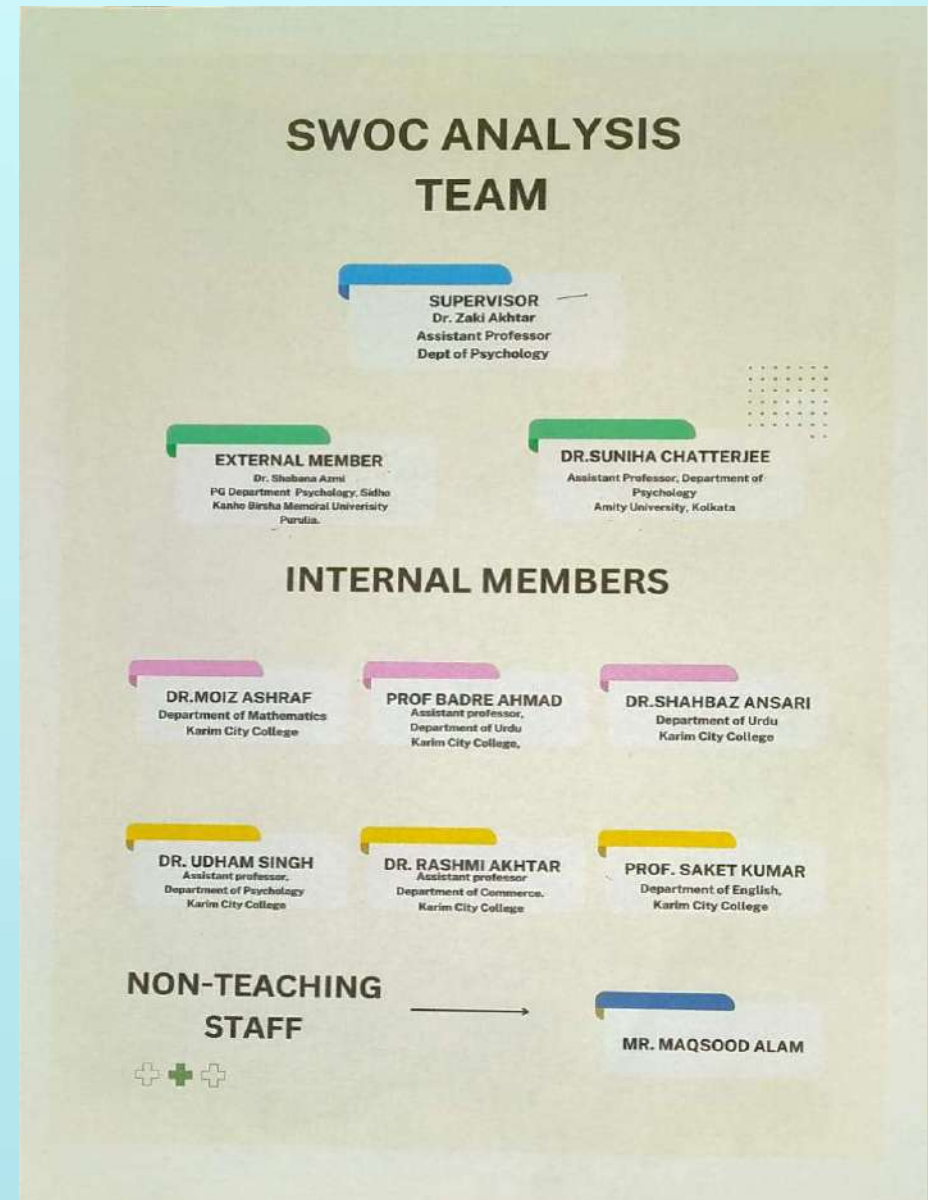 SWOC ANALYSIS
TEAM
SUPERVISOR
Dr. Zaki Akhtar
Assistant Professor
Dept of Psychology
EXTERNAL MEMBER
Dr. Shabana Azmi
PG Department Psychology, Sidho
Kanho Birsha Memoral Univerisity
Purulia.
DR.SUNIHA CHATTERJEE
Assistant Professor, Department of
Psychology
Amity University, Kolkata
INTERNAL MEMBERS
DR.MOIZ ASHRAF
Department of Mathematics
Karim City College
PROF BADRE AHMAD
Assistant professor,
Department of Urdu
Karim City College,
DR.SHAHBAZ ANSARI
Department of Urdu
Karim City College
DR. UDHAM SINGH
Assistant professor,
Department of Psychology
Karim City College
DR. RASHMI AKHTAR
Assistant professor
Department of Commerce.
Karim City College
PROF. SAKET KUMAR
Department of English,
Karim City College
NON-TEACHING
STAFF
MR. MAQSOOD ALAM